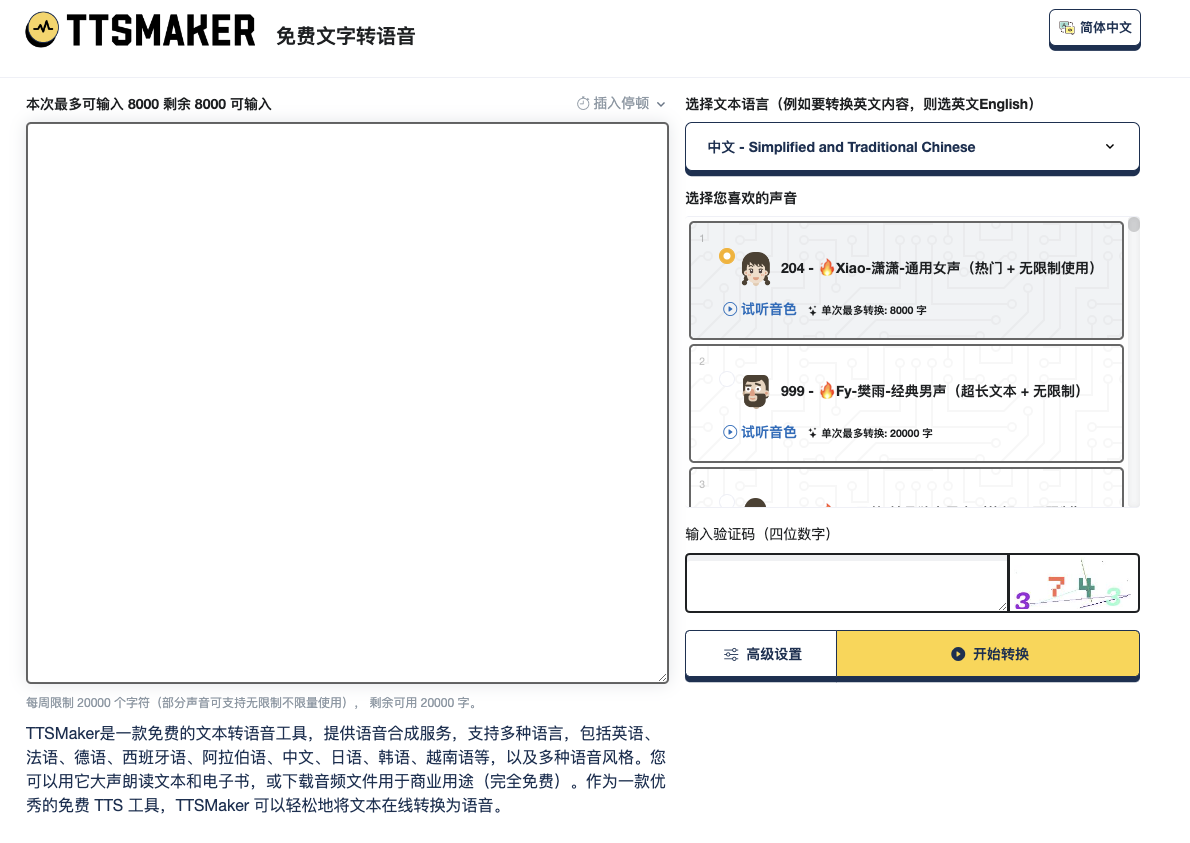 TTSMAKER 免费文字转语音
简体中文
本次最多可输入 8000 剩余 8000 可输入
插入停顿
每周限制 20000 个字符（部分声音可支持无限制不限量使用）， 剩余可用 20000 字。
TTSMaker是一款免费的文本转语音工具，提供语音合成服务，支持多种语言，包括英语、
法语、德语、西班牙语、阿拉伯语、中文、日语、韩语、越南语等，以及多种语音风格。您
可以用它大声朗读文本和电子书，或下载音频文件用于商业用途（完全免费）。作为一款优
秀的免费 TTS 工具，TTSMaker 可以轻松地将文本在线转换为语音。
选择文本语言（例如要转换英文内容，则选英文English）
中文 - Simplified and Traditional Chinese
选择您喜欢的声音
1
204 - 🔥Xiao-潇潇-通用女声（热门 + 无限制使用）
试听音色 单次最多转换: 8000 字
2
999 - 🔥Fy-樊雨-经典男声（超长文本 + 无限制）
试听音色 单次最多转换: 20000 字
3
输入验证码（四位数字）
3743
高级设置
开始转换